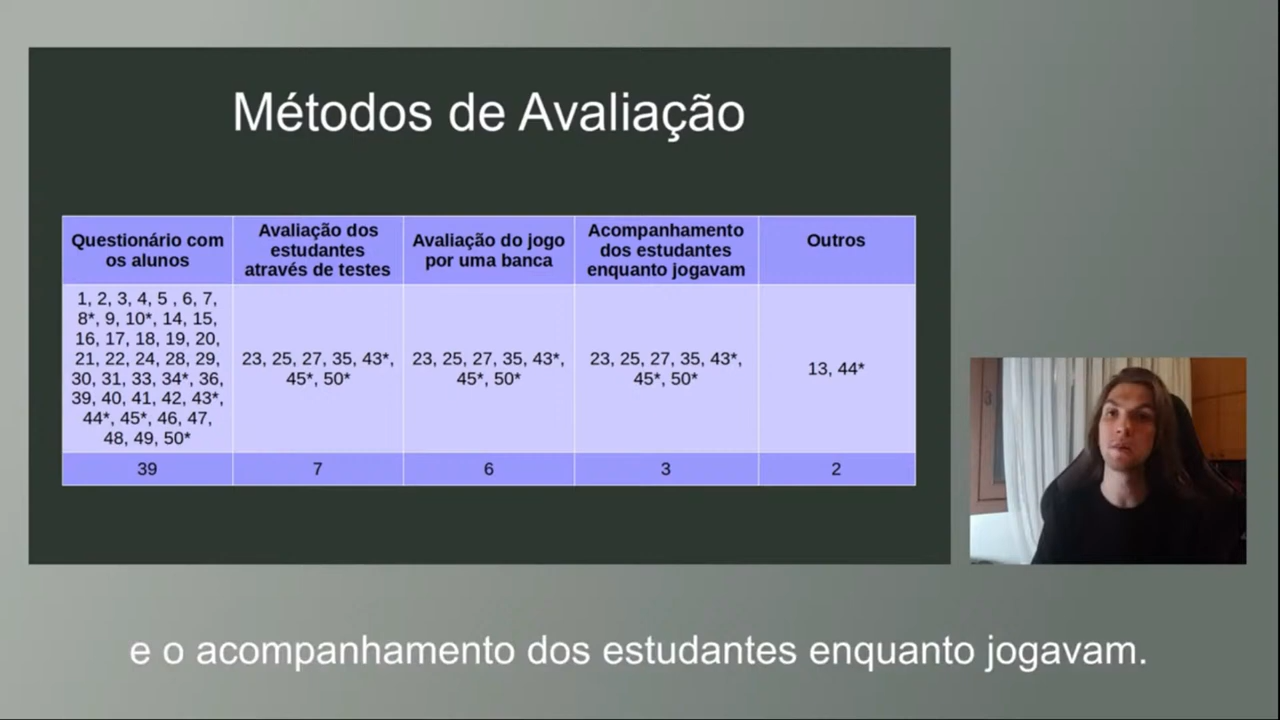 Métodos de Avaliação
Questionário com
os alunos
Avaliação dos
estudantes
através de testes
Avaliação do jogo
por uma banca
Acompanhamento
dos estudantes
enquanto jogavam
Outros
1, 2, 3, 4, 5 , 6, 7,
8*, 9, 10*, 14, 15,
16, 17, 18, 19, 20,
21, 22, 24, 28, 29,
30, 31, 33, 34*, 36,
39, 40, 41, 42, 43*,
44*, 45*, 46, 47,
48, 49, 50*
23, 25, 27, 35, 43*,
45*, 50*
23, 25, 27, 35, 43*,
45*, 50*
23, 25, 27, 35, 43*,
45*, 50*
13, 44*
39
7
6
3
2
e o acompanhamento dos estudantes enquanto jogavam.